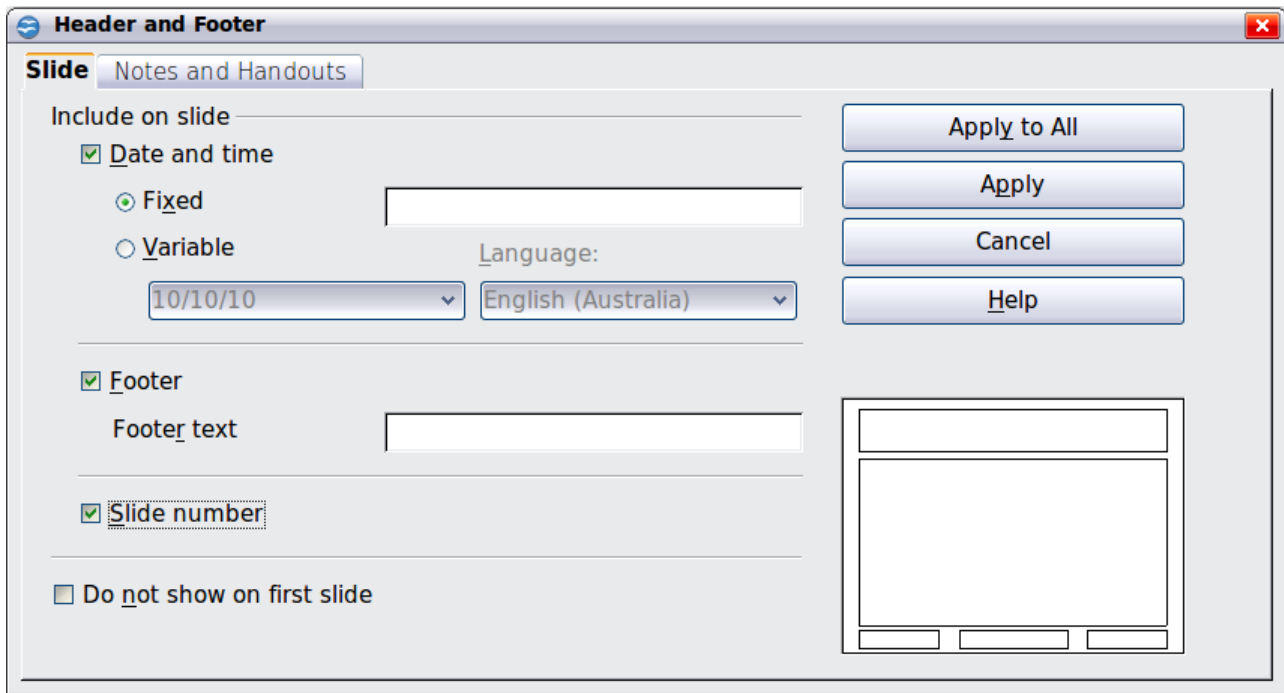 Header and Footer
Slide Notes and Handouts
Include on slide
Date and time
Fixed
Variable
Language:
10/10/10 English (Australia)
Footer
Footer text
Slide number
Do not show on first slide
Apply to All
Apply
Cancel
Help